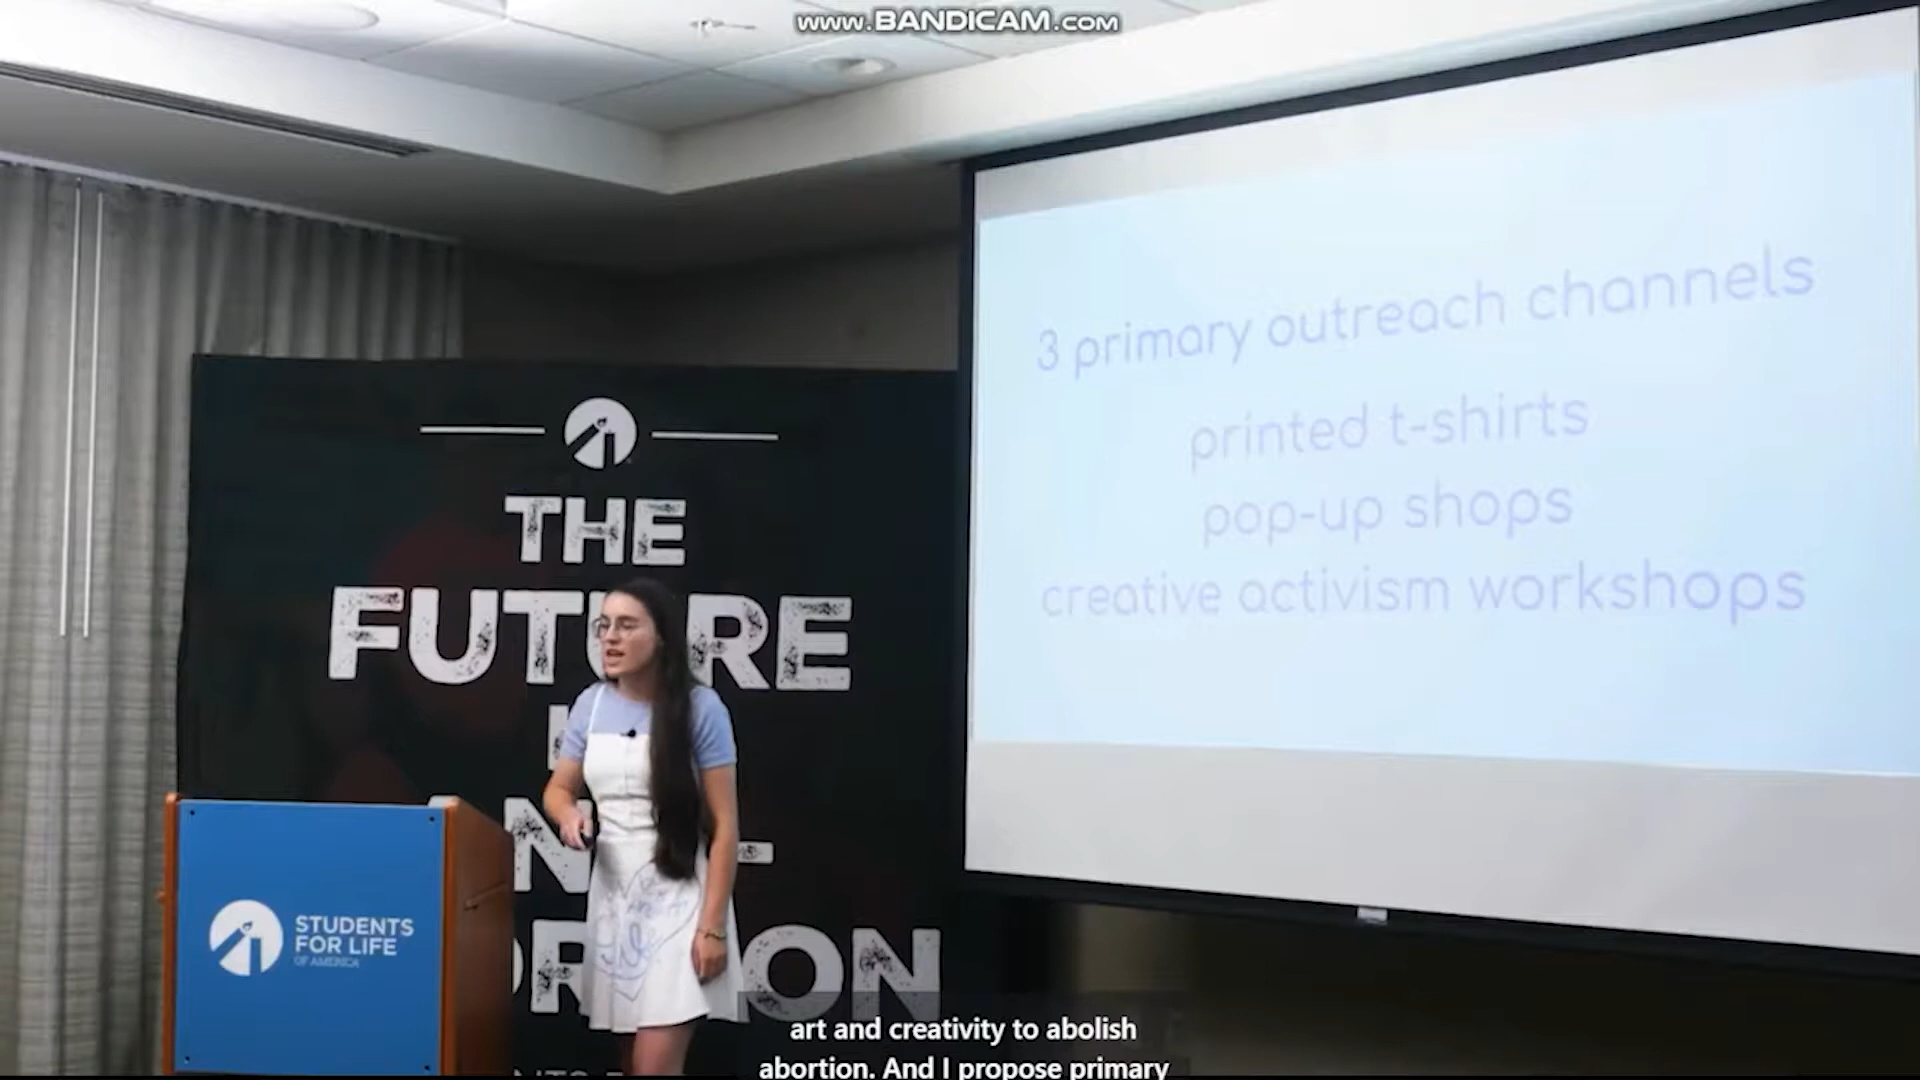 www.BANDICAM.com
3 primary outreach channels
printed t-shirts
pop-up shops
creative activism workshops
THE
FUTURE
STUDENTS
FOR LIFE
OF AMERICA
art and creativity to abolish
abortion. And I propose primary